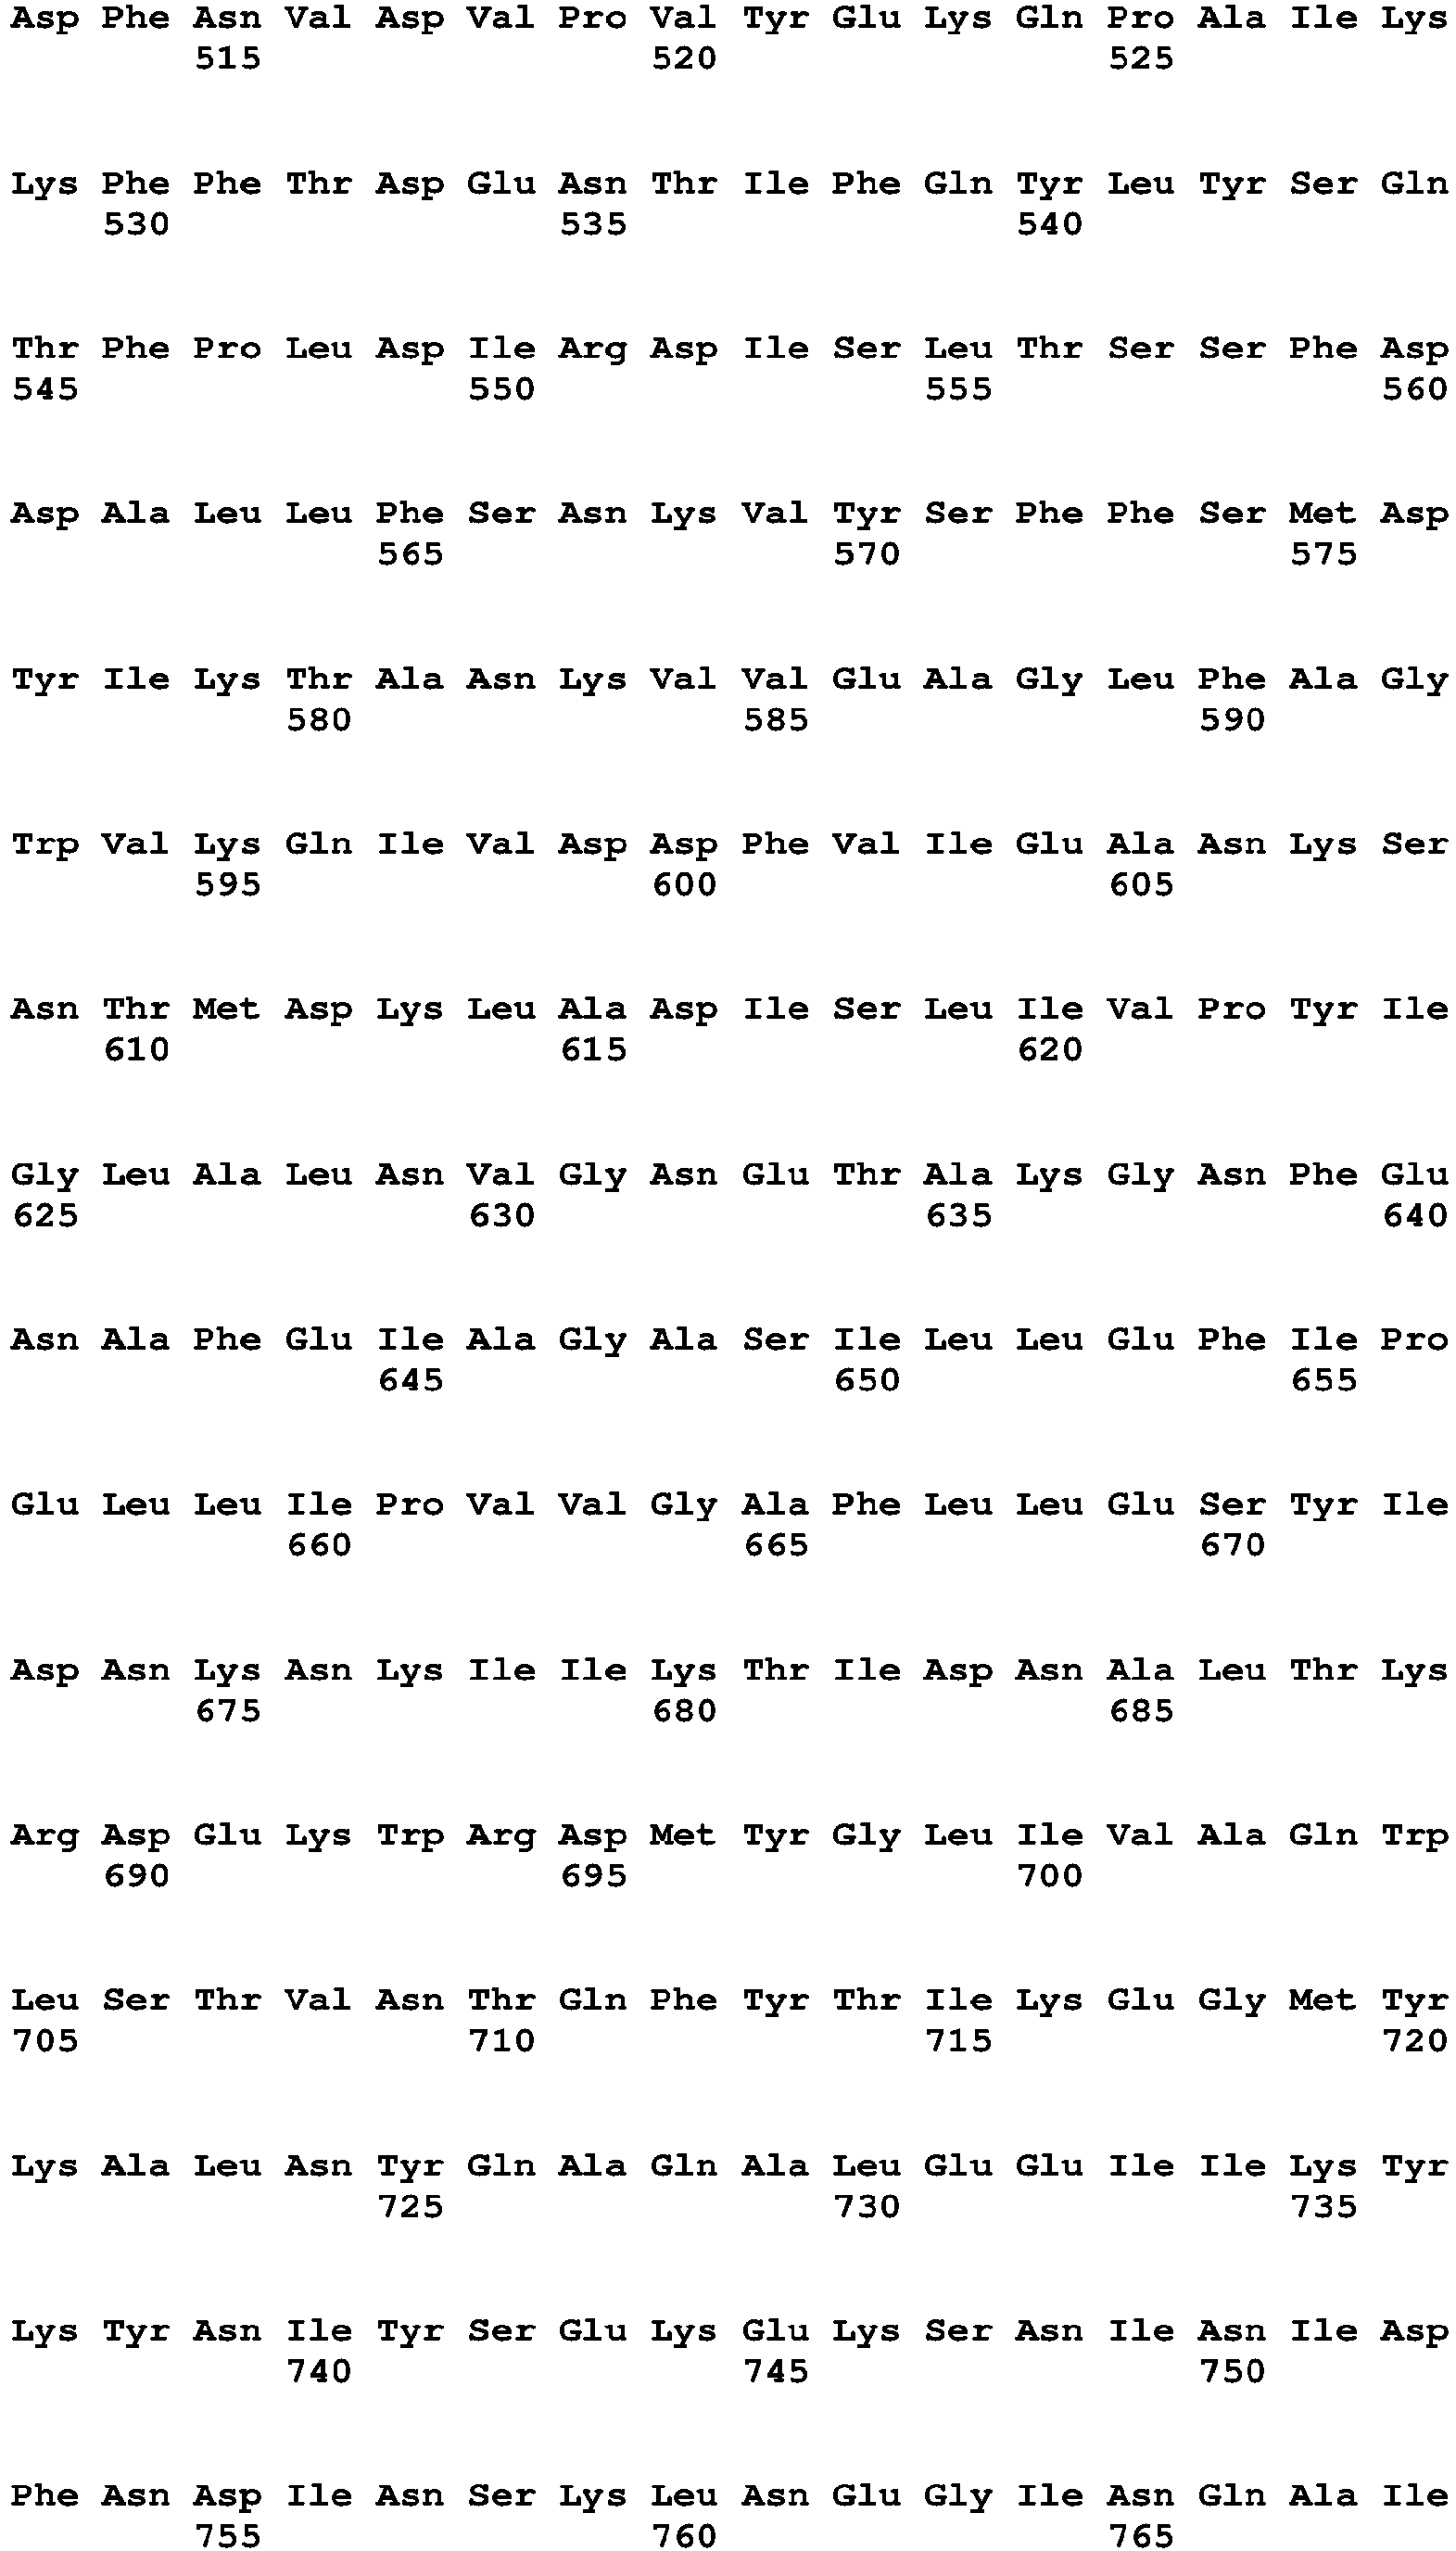 Asp Phe Asn Val Asp Val Pro Val Tyr Glu Lys Gln Pro Ala Ile Lys
515 520 525
Lys Phe Phe Thr Asp Glu Asn Thr Ile Phe Gln Tyr Leu Tyr Ser Gln
530 535 540
Thr Phe Pro Leu Asp Ile Arg Asp Ile Ser Leu Thr Ser Ser Phe Asp
545 550 555 560
Asp Ala Leu Leu Phe Ser Asn Lys Val Tyr Ser Phe Phe Ser Met Asp
565 570 575
Tyr Ile Lys Thr Ala Asn Lys Val Val Glu Ala Gly Leu Phe Ala Gly
580 585 590
Trp Val Lys Gln Ile Val Asp Asp Phe Val Ile Glu Ala Asn Lys Ser
595 600 605
Asn Thr Met Asp Lys Leu Ala Asp Ile Ser Leu Ile Val Pro Tyr Ile
610 615 620
Gly Leu Ala Leu Asn Val Gly Asn Glu Thr Ala Lys Gly Asn Phe Glu
625 630 635 640
Asn Ala Phe Glu Ile Ala Gly Ala Ser Ile Leu Leu Glu Phe Ile Pro
645 650 655
Glu Leu Leu Ile Pro Val Val Gly Ala Phe Leu Leu Glu Ser Tyr Ile
660 665 670
Asp Asn Lys Asn Lys Ile Ile Lys Thr Ile Asp Asn Ala Leu Thr Lys
675 680 685
Arg Asp Glu Lys Trp Arg Asp Met Tyr Gly Leu Ile Val Ala Gln Trp
690 695 700
Leu Ser Thr Val Asn Thr Gln Phe Tyr Thr Ile Lys Glu Gly Met Tyr
705 710 715 720
Lys Ala Leu Asn Tyr Gln Ala Gln Ala Leu Glu Glu Ile Ile Lys Tyr
725 730 735
Lys Tyr Asn Ile Tyr Ser Glu Lys Glu Lys Ser Asn Ile Asn Ile Asp
740 745 750
Phe Asn Asp Ile Asn Ser Lys Leu Asn Glu Gly Ile Asn Gln Ala Ile
755 760 765